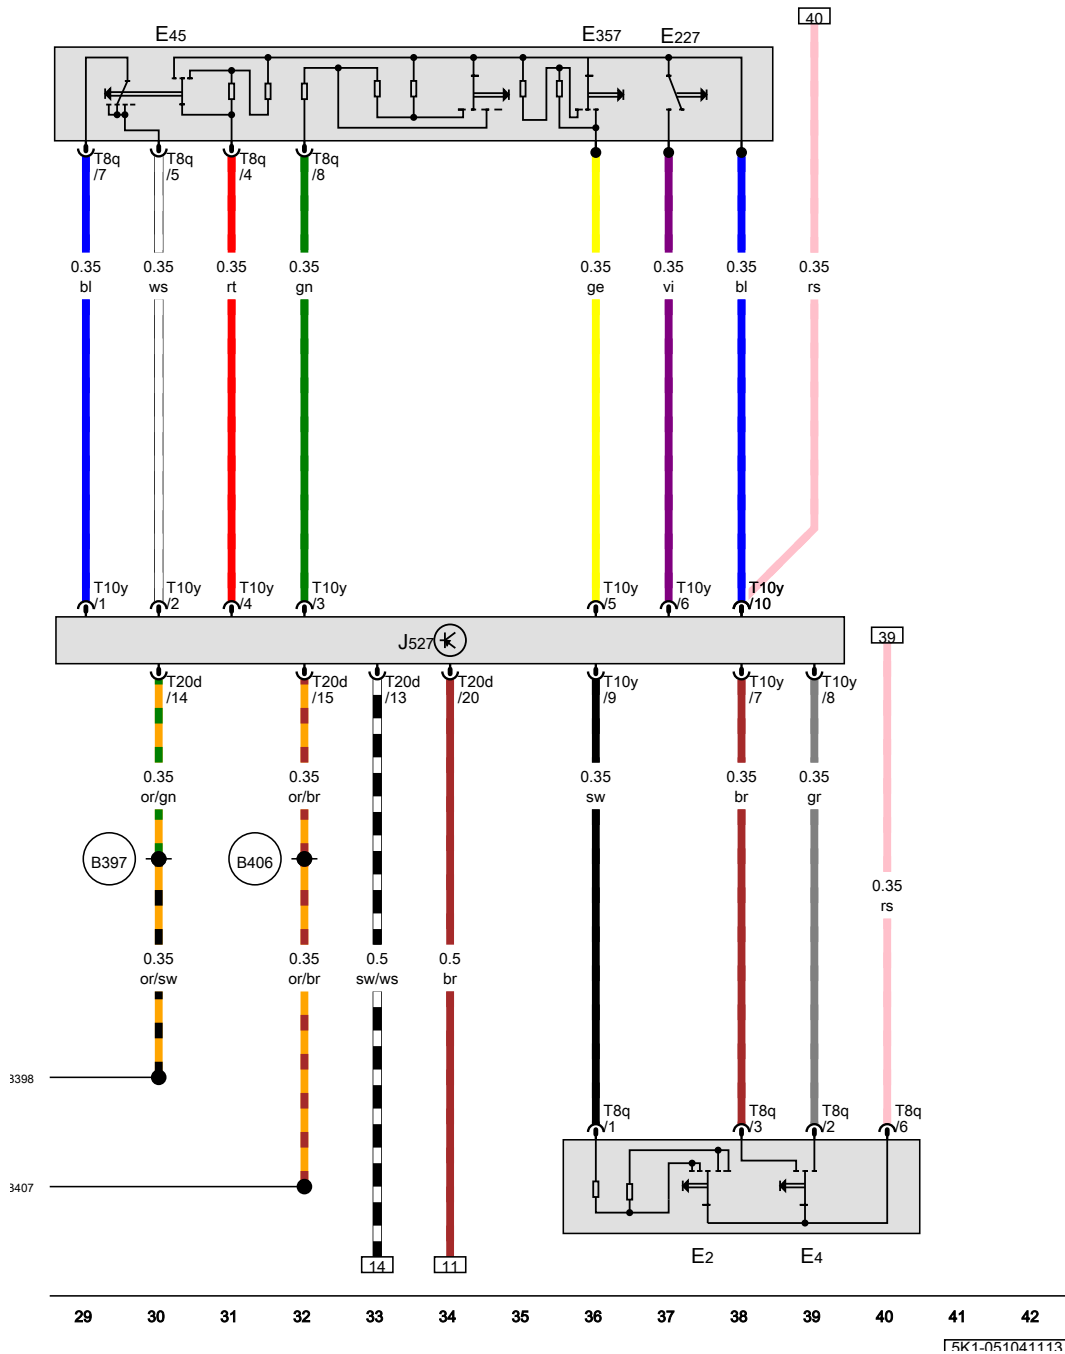 40
E45
E357
E227
T8q
/7
T8q
/5
T8q
/4
T8q
/8
0.35
bl
0.35
ws
0.35
rt
0.35
gn
0.35
ge
0.35
vi
0.35
bl
0.35
rs
T10y
/1
T10y
/2
T10y
/4
T10y
/3
T10y
/5
T10y
/6
T10y
/10
J527
39
T20d
/14
T20d
/15
T20d
/13
T20d
/20
T10y
/9
T10y
/7
T10y
/8
0.35
or/gn
0.35
or/br
0.35
sw
0.35
br
0.35
gr
B397
B406
0.35
rs
0.35
or/sw
0.35
or/br
0.5
sw/ws
0.5
br
B398
T8q
/1
T8q
/3
T8q
/2
T8q
/6
B407
14
11
E2
E4
29 30 31 32 33 34 35 36 37 38 39 40 41 42
5K1-051041113